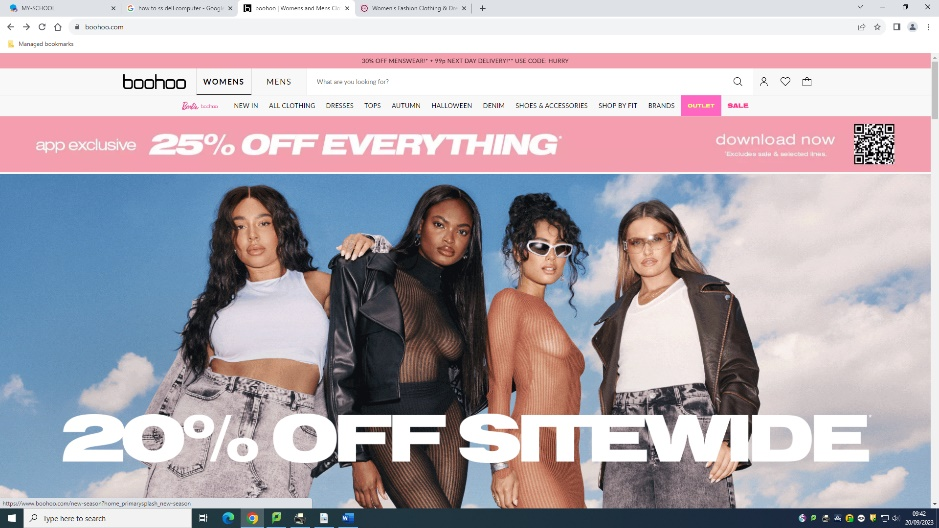 MY-SCHOOL
how to ss dell computer - Google
boohoo | Womens and Mens Clo
Women's Fashion Clothing & Dre
boohoo.com
Managed bookmarks
30% OFF MENSWEAR!* + 99p NEXT DAY DELIVERY!** USE CODE: HURRY
boohoo
WOMENS
MENS
What are you looking for?
Barbie boohoo
NEW IN
ALL CLOTHING
DRESSES
TOPS
AUTUMN
HALLOWEEN
DENIM
SHOES & ACCESSORIES
SHOP BY FIT
BRANDS
OUTLET
SALE
app exclusive 25% OFF EVERYTHING*
download now
*Excludes sale & selected lines
20% OFF SITEWIDE*
https://www.boohoo.com/new-season?home_primarysplash_new-season
Type here to search
09:42
20/09/2023